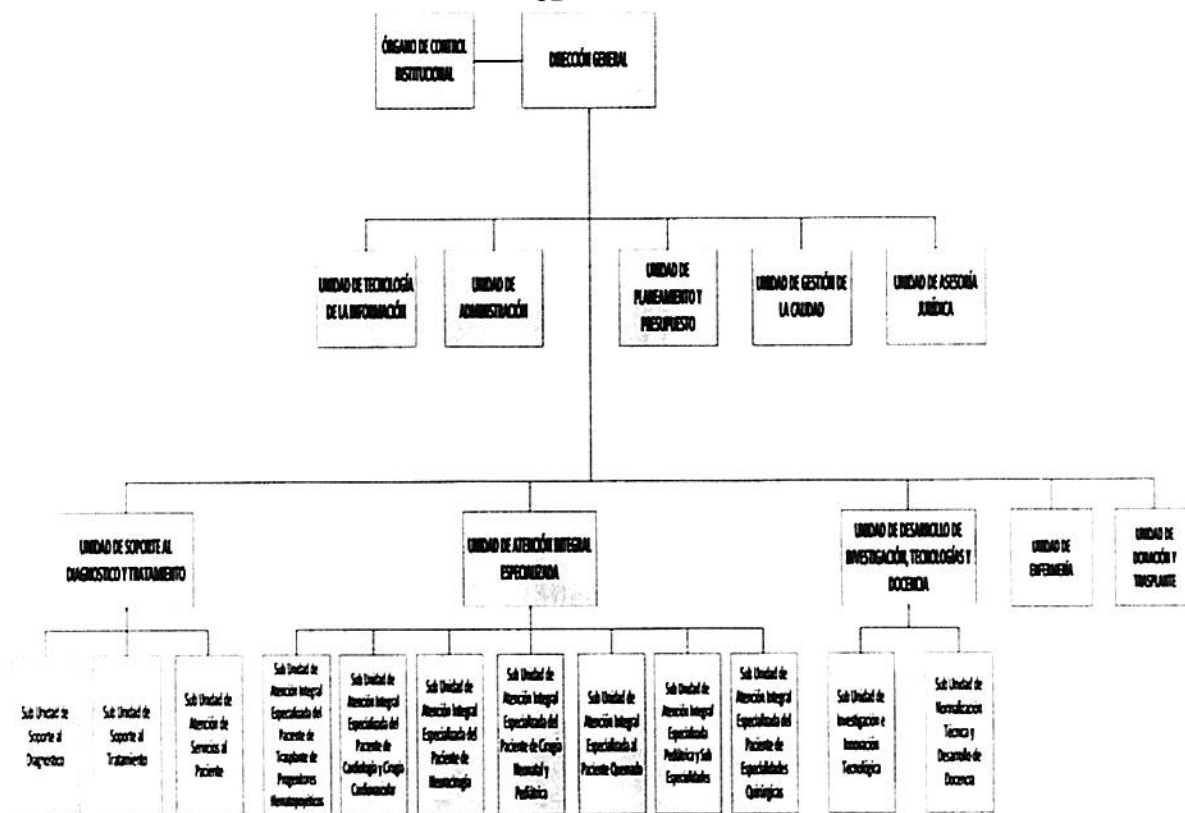 ÓRGANO DE CONTROL
INSTITUCIONAL
DIRECCIÓN GENERAL
UNIDAD DE TECNOLOGÍA
DE LA INFORMACIÓN
UNIDAD DE
ADMINISTRACIÓN
UNIDAD DE
PLANEAMIENTO Y
PRESUPUESTO
UNIDAD DE GESTIÓN DE
LA CALIDAD
UNIDAD DE ASESORÍA
JURÍDICA
UNIDAD DE SOPORTE AL
DIAGNOSTICO Y TRATAMIENTO
UNIDAD DE ATENCIÓN INTEGRAL
ESPECIALIZADA
UNIDAD DE DESARROLLO DE
INVESTIGACIÓN, TECNOLOGÍAS Y
DOCENCIA
UNIDAD DE
ENFERMERÍA
UNIDAD DE
DONACIÓN Y
TRASPLANTE
Sub Unidad de
Soporte al
Diagnostico
Sub Unidad de
Soporte al
Tratamiento
Sub Unidad de
Atención de
Servicios al
Paciente
Sub Unidad de
Atención Integral
Especializada del
Paciente de
Trasplante de
Progenitores
Hematopoyéticos
Sub Unidad de
Atención Integral
Especializada del
Paciente de
Cardiología y Cirugía
Cardiovascular
Sub Unidad de
Atención Integral
Especializada del
Paciente de
Neurocirugía
Sub Unidad de
Atención Integral
Especializada del
Paciente de Cirugía
Neonatal y
Pediátrica
Sub Unidad de
Atención Integral
Especializada al
Paciente Quemado
Sub Unidad de
Atención Integral
Especializada
Pediátrica y Sub
Especialidades
Sub Unidad de
Atención Integral
Especializada del
Paciente de
Especialidades
Quirúrgicas
Sub Unidad de
Investigación e
Innovación
Tecnológica
Sub Unidad de
Normalización
Técnica y
Desarrollo de
Docencia